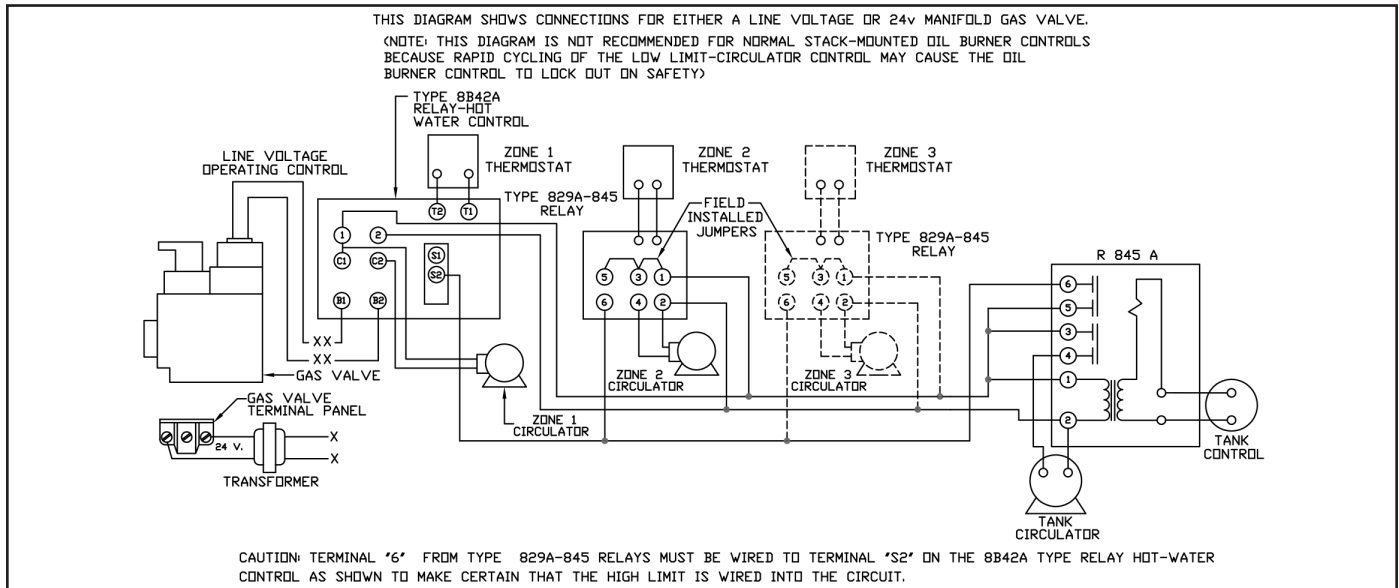 THIS DIAGRAM SHOWS CONNECTIONS FOR EITHER A LINE VOLTAGE OR 24v MANIFOLD GAS VALVE.
(NOTE: THIS DIAGRAM IS NOT RECOMMENDED FOR NORMAL STACK-MOUNTED OIL BURNER CONTROLS
BECAUSE RAPID CYCLING OF THE LOW LIMIT-CIRCULATOR CONTROL MAY CAUSE THE OIL
BURNER CONTROL TO LOCK OUT ON SAFETY)
TYPE 8B42A
RELAY-HOT
WATER CONTROL
LINE VOLTAGE
OPERATING CONTROL
ZONE 1
THERMOSTAT
ZONE 2
THERMOSTAT
ZONE 3
THERMOSTAT
TYPE 829A-845
RELAY
FIELD
INSTALLED
JUMPERS
TYPE 829A-845
RELAY
R 845 A
T2 T1
1 2
C1 C2
S1
S2
B1 B2
5 3 1
6 4 2
5 3 1
6 4 2
6
5
3
4
1
2
XX
XX
GAS VALVE
ZONE 1
CIRCULATOR
ZONE 2
CIRCULATOR
ZONE 3
CIRCULATOR
GAS VALVE
TERMINAL PANEL
24 V.
X
X
TRANSFORMER
TANK
CONTROL
TANK
CIRCULATOR
CAUTION: TERMINAL "6" FROM TYPE 829A-845 RELAYS MUST BE WIRED TO TERMINAL "S2" ON THE 8B42A TYPE RELAY HOT-WATER
CONTROL AS SHOWN TO MAKE CERTAIN THAT THE HIGH LIMIT IS WIRED INTO THE CIRCUIT.